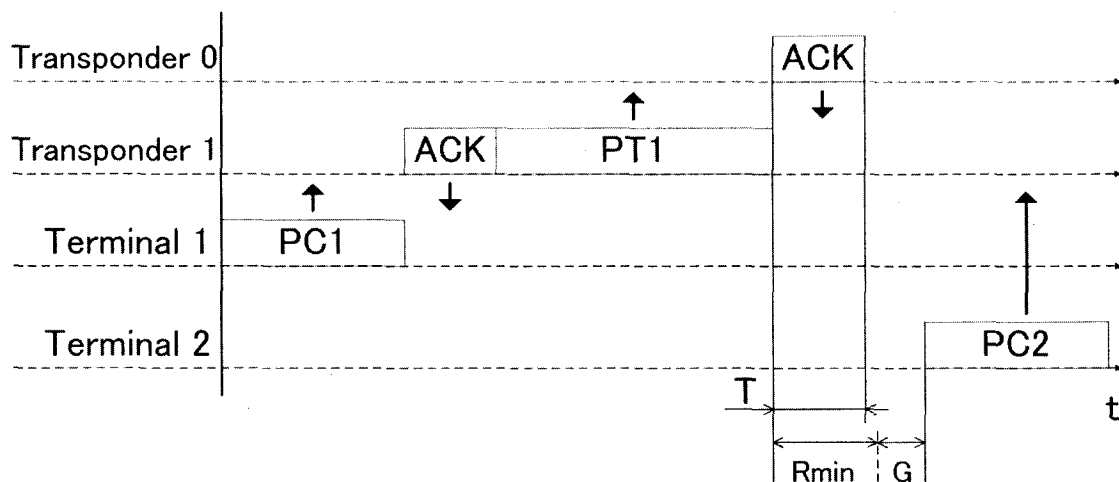 Transponder 0 ACK
Transponder 1 ACK PT1
Terminal 1 PC1
Terminal 2 PC2
T t
Rmin G